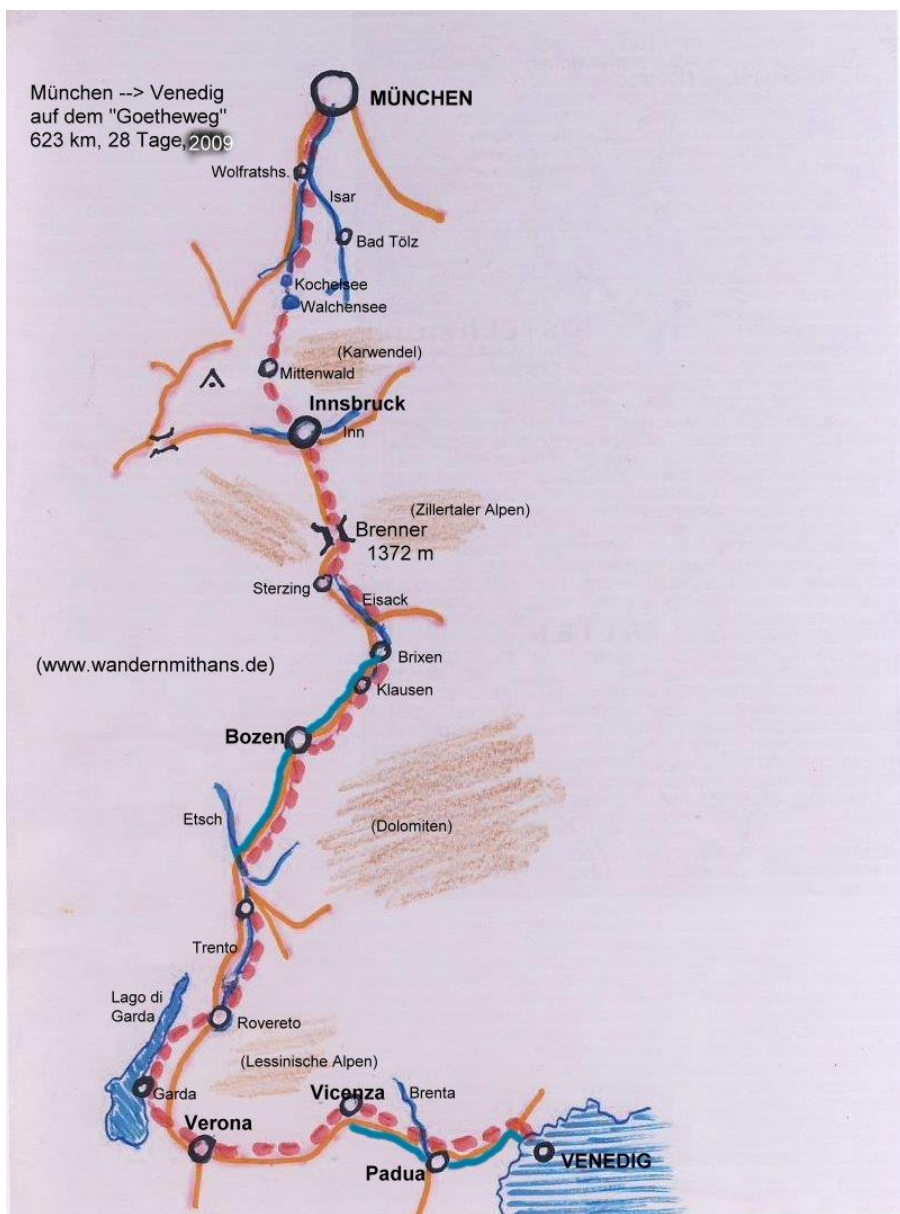 München --> Venedig
auf dem "Goetheweg"
623 km, 28 Tage, 2009
MÜNCHEN
Wolfratshs.
Isar
Bad Tölz
Kochelsee
Walchensee
(Karwendel)
Mittenwald
Innsbruck
Inn
(Zillertaler Alpen)
Brenner
1372 m
Sterzing
Eisack
(www.wandernmithans.de)
Brixen
Klausen
Bozen
Etsch
(Dolomiten)
Trento
Lago di
Garda
Rovereto
(Lessinische Alpen)
Garda
Vicenza
Brenta
Verona
Padua
VENEDIG